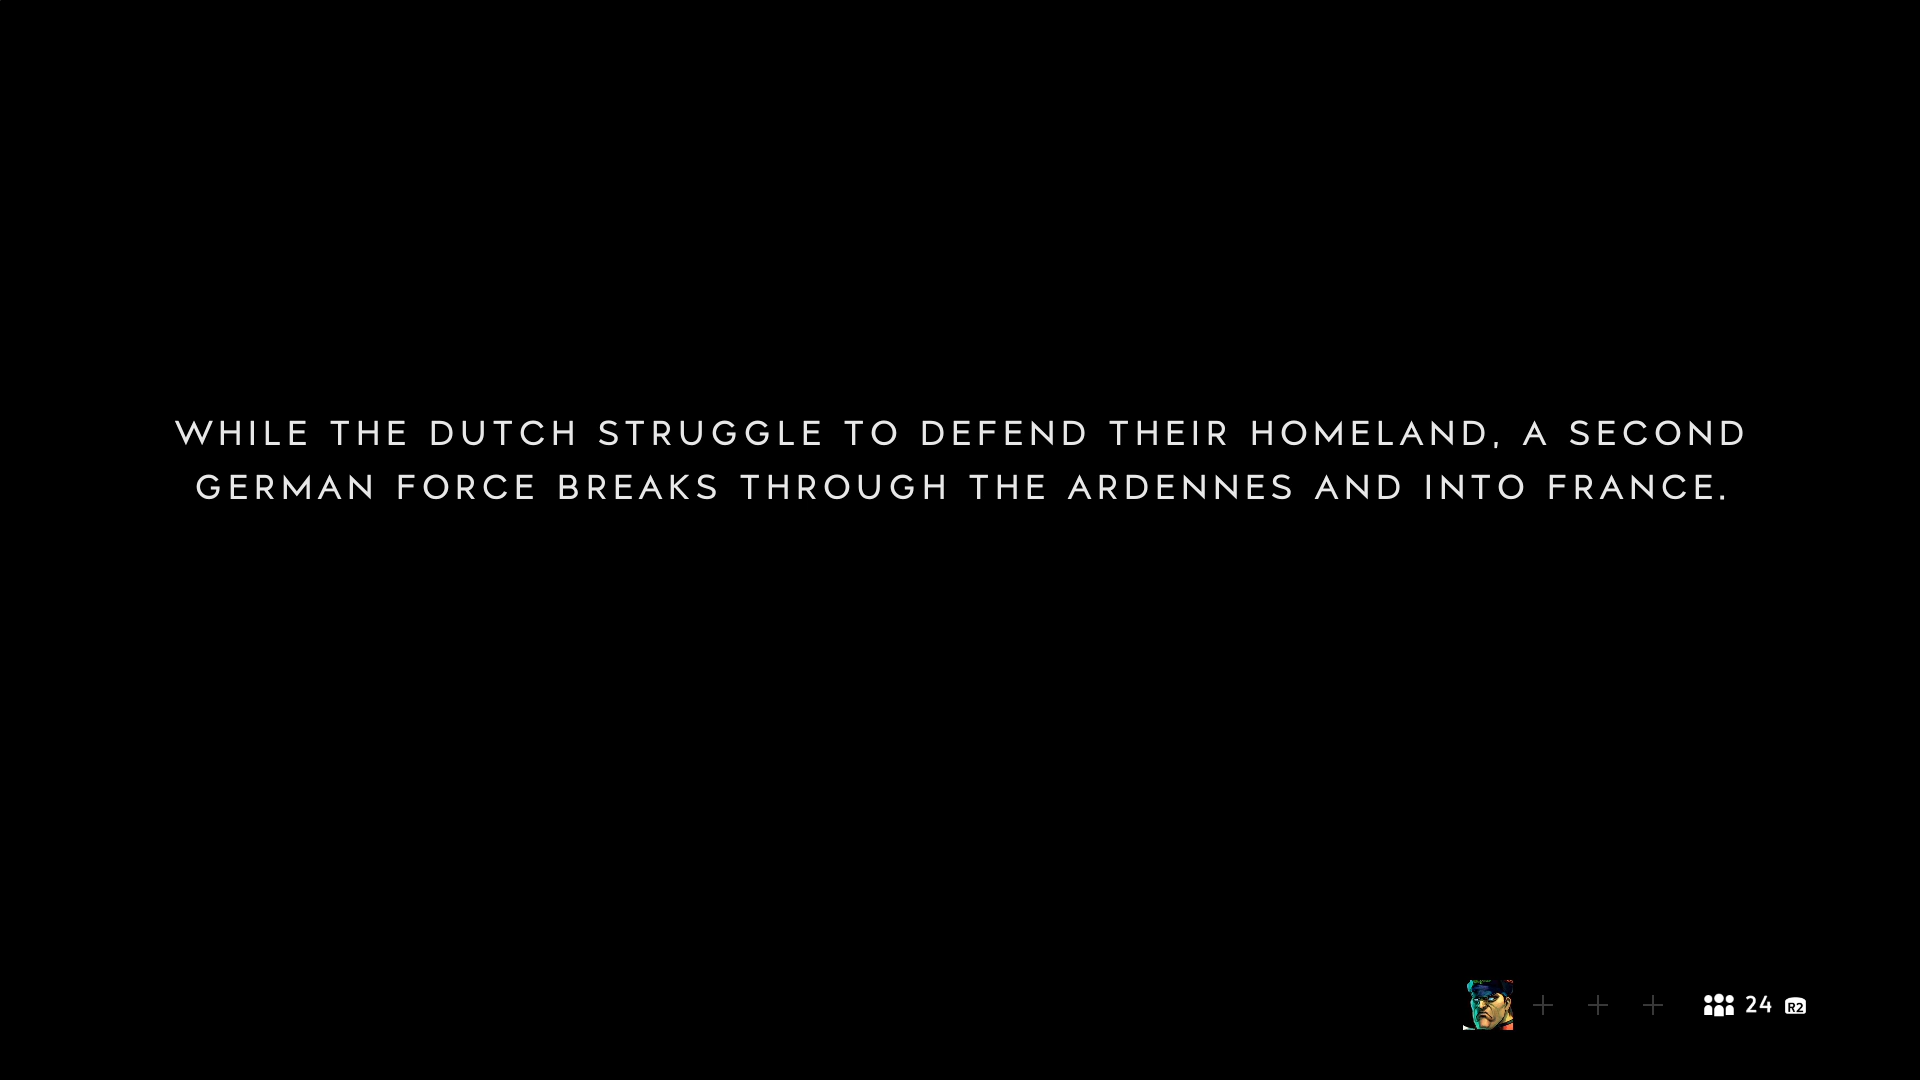 WHILE THE DUTCH STRUGGLE TO DEFEND THEIR HOMELAND, A SECOND
GERMAN FORCE BREAKS THROUGH THE ARDENNES AND INTO FRANCE.
24 R2